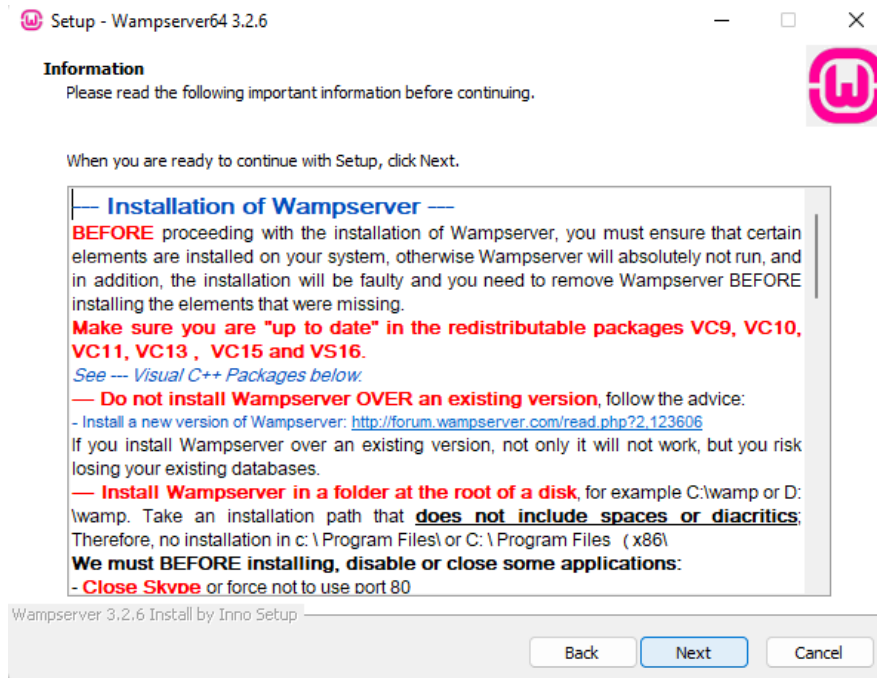 Setup - Wampserver64 3.2.6
Information
Please read the following important information before continuing.
When you are ready to continue with Setup, click Next.
--- Installation of Wampserver ---
BEFORE proceeding with the installation of Wampserver, you must ensure that certain
elements are installed on your system, otherwise Wampserver will absolutely not run, and
in addition, the installation will be faulty and you need to remove Wampserver BEFORE
installing the elements that were missing.
Make sure you are "up to date" in the redistributable packages VC9, VC10,
VC11, VC13 , VC15 and VS16.
See --- Visual C++ Packages below.
— Do not install Wampserver OVER an existing version, follow the advice:
- Install a new version of Wampserver: http://forum.wampserver.com/read.php?2,123606
If you install Wampserver over an existing version, not only it will not work, but you risk
losing your existing databases.
— Install Wampserver in a folder at the root of a disk, for example C:\wamp or D:
\wamp. Take an installation path that does not include spaces or diacritics;
Therefore, no installation in c: \ Program Files\ or C: \ Program Files ( x86\
We must BEFORE installing, disable or close some applications:
- Close Skype or force not to use port 80
Wampserver 3.2.6 Install by Inno Setup
Back
Next
Cancel